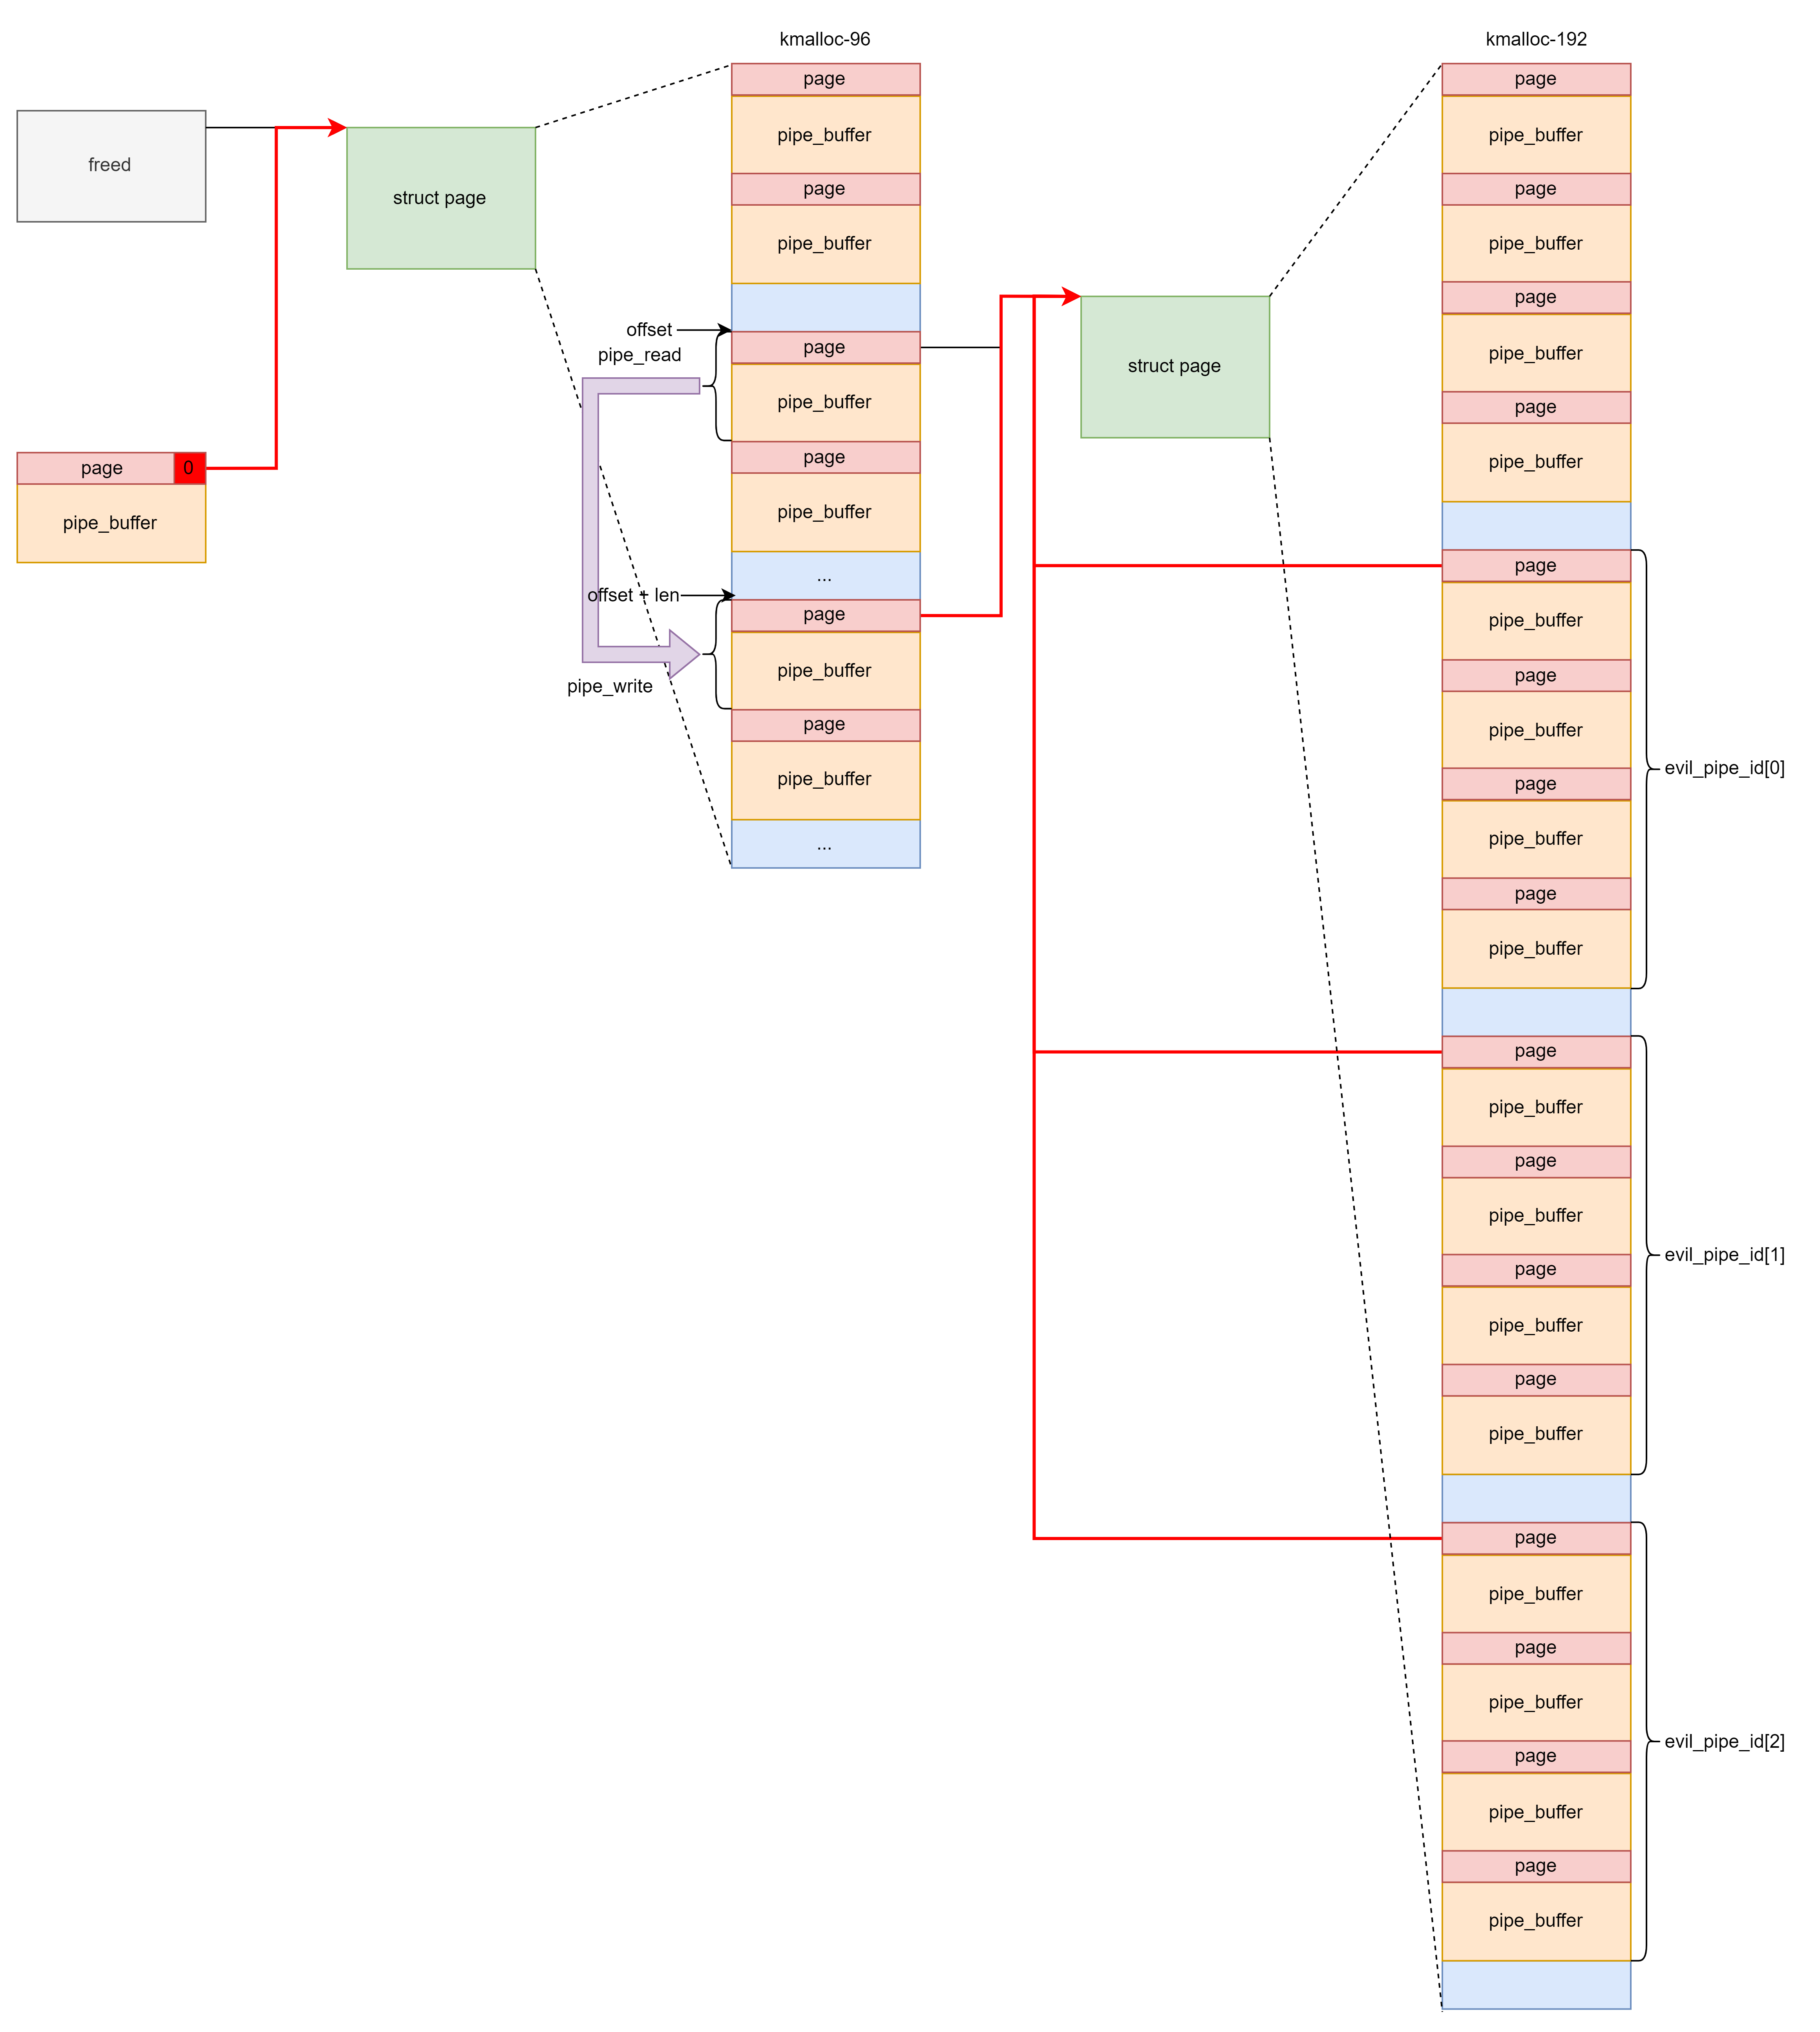 kmalloc-96
kmalloc-192
freed
page
0
pipe_buffer
struct page
page
pipe_buffer
page
pipe_buffer
offset
pipe_read
page
pipe_buffer
page
pipe_buffer
...
offset + len
page
pipe_buffer
pipe_write
page
pipe_buffer
...
struct page
page
pipe_buffer
page
pipe_buffer
page
pipe_buffer
page
pipe_buffer
page
pipe_buffer
page
pipe_buffer
page
pipe_buffer
page
pipe_buffer
evil_pipe_id[0]
page
pipe_buffer
page
pipe_buffer
page
pipe_buffer
page
pipe_buffer
evil_pipe_id[1]
page
pipe_buffer
page
pipe_buffer
page
pipe_buffer
page
pipe_buffer
evil_pipe_id[2]